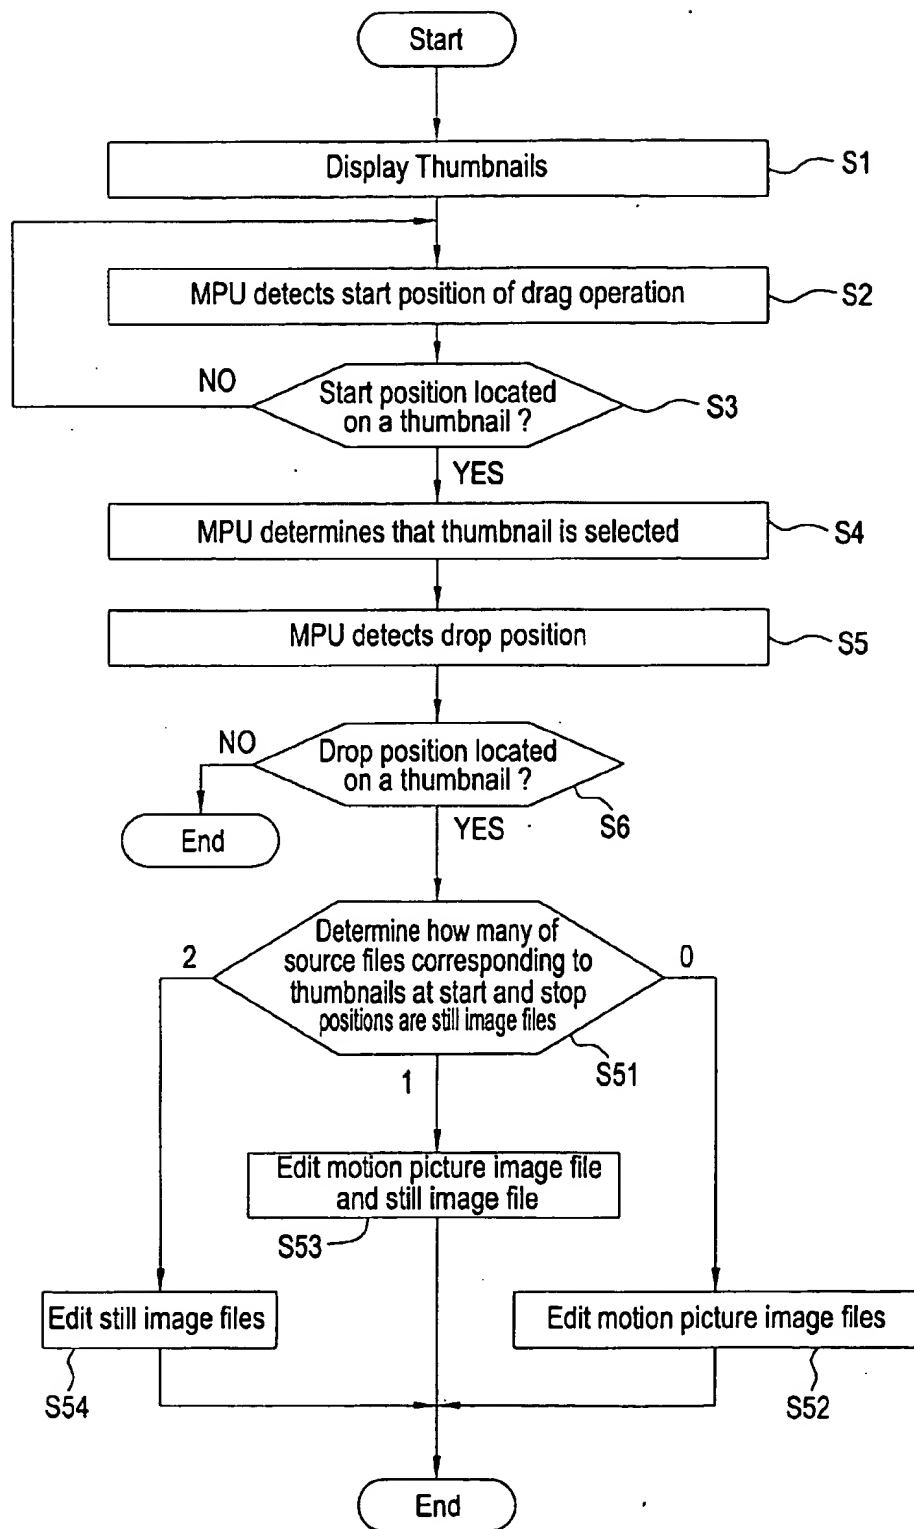 Start
Display Thumbnails
S1
MPU detects start position of drag operation
S2
NO
Start position located
on a thumbnail ?
S3
YES
MPU determines that thumbnail is selected
S4
MPU detects drop position
S5
NO
Drop position located
on a thumbnail ?
S6
End
YES
2
Determine how many of
source files corresponding to
thumbnails at start and stop
positions are still image files
0
S51
1
Edit motion picture image file
and still image file
S53
Edit still image files
S54
Edit motion picture image files
S52
End